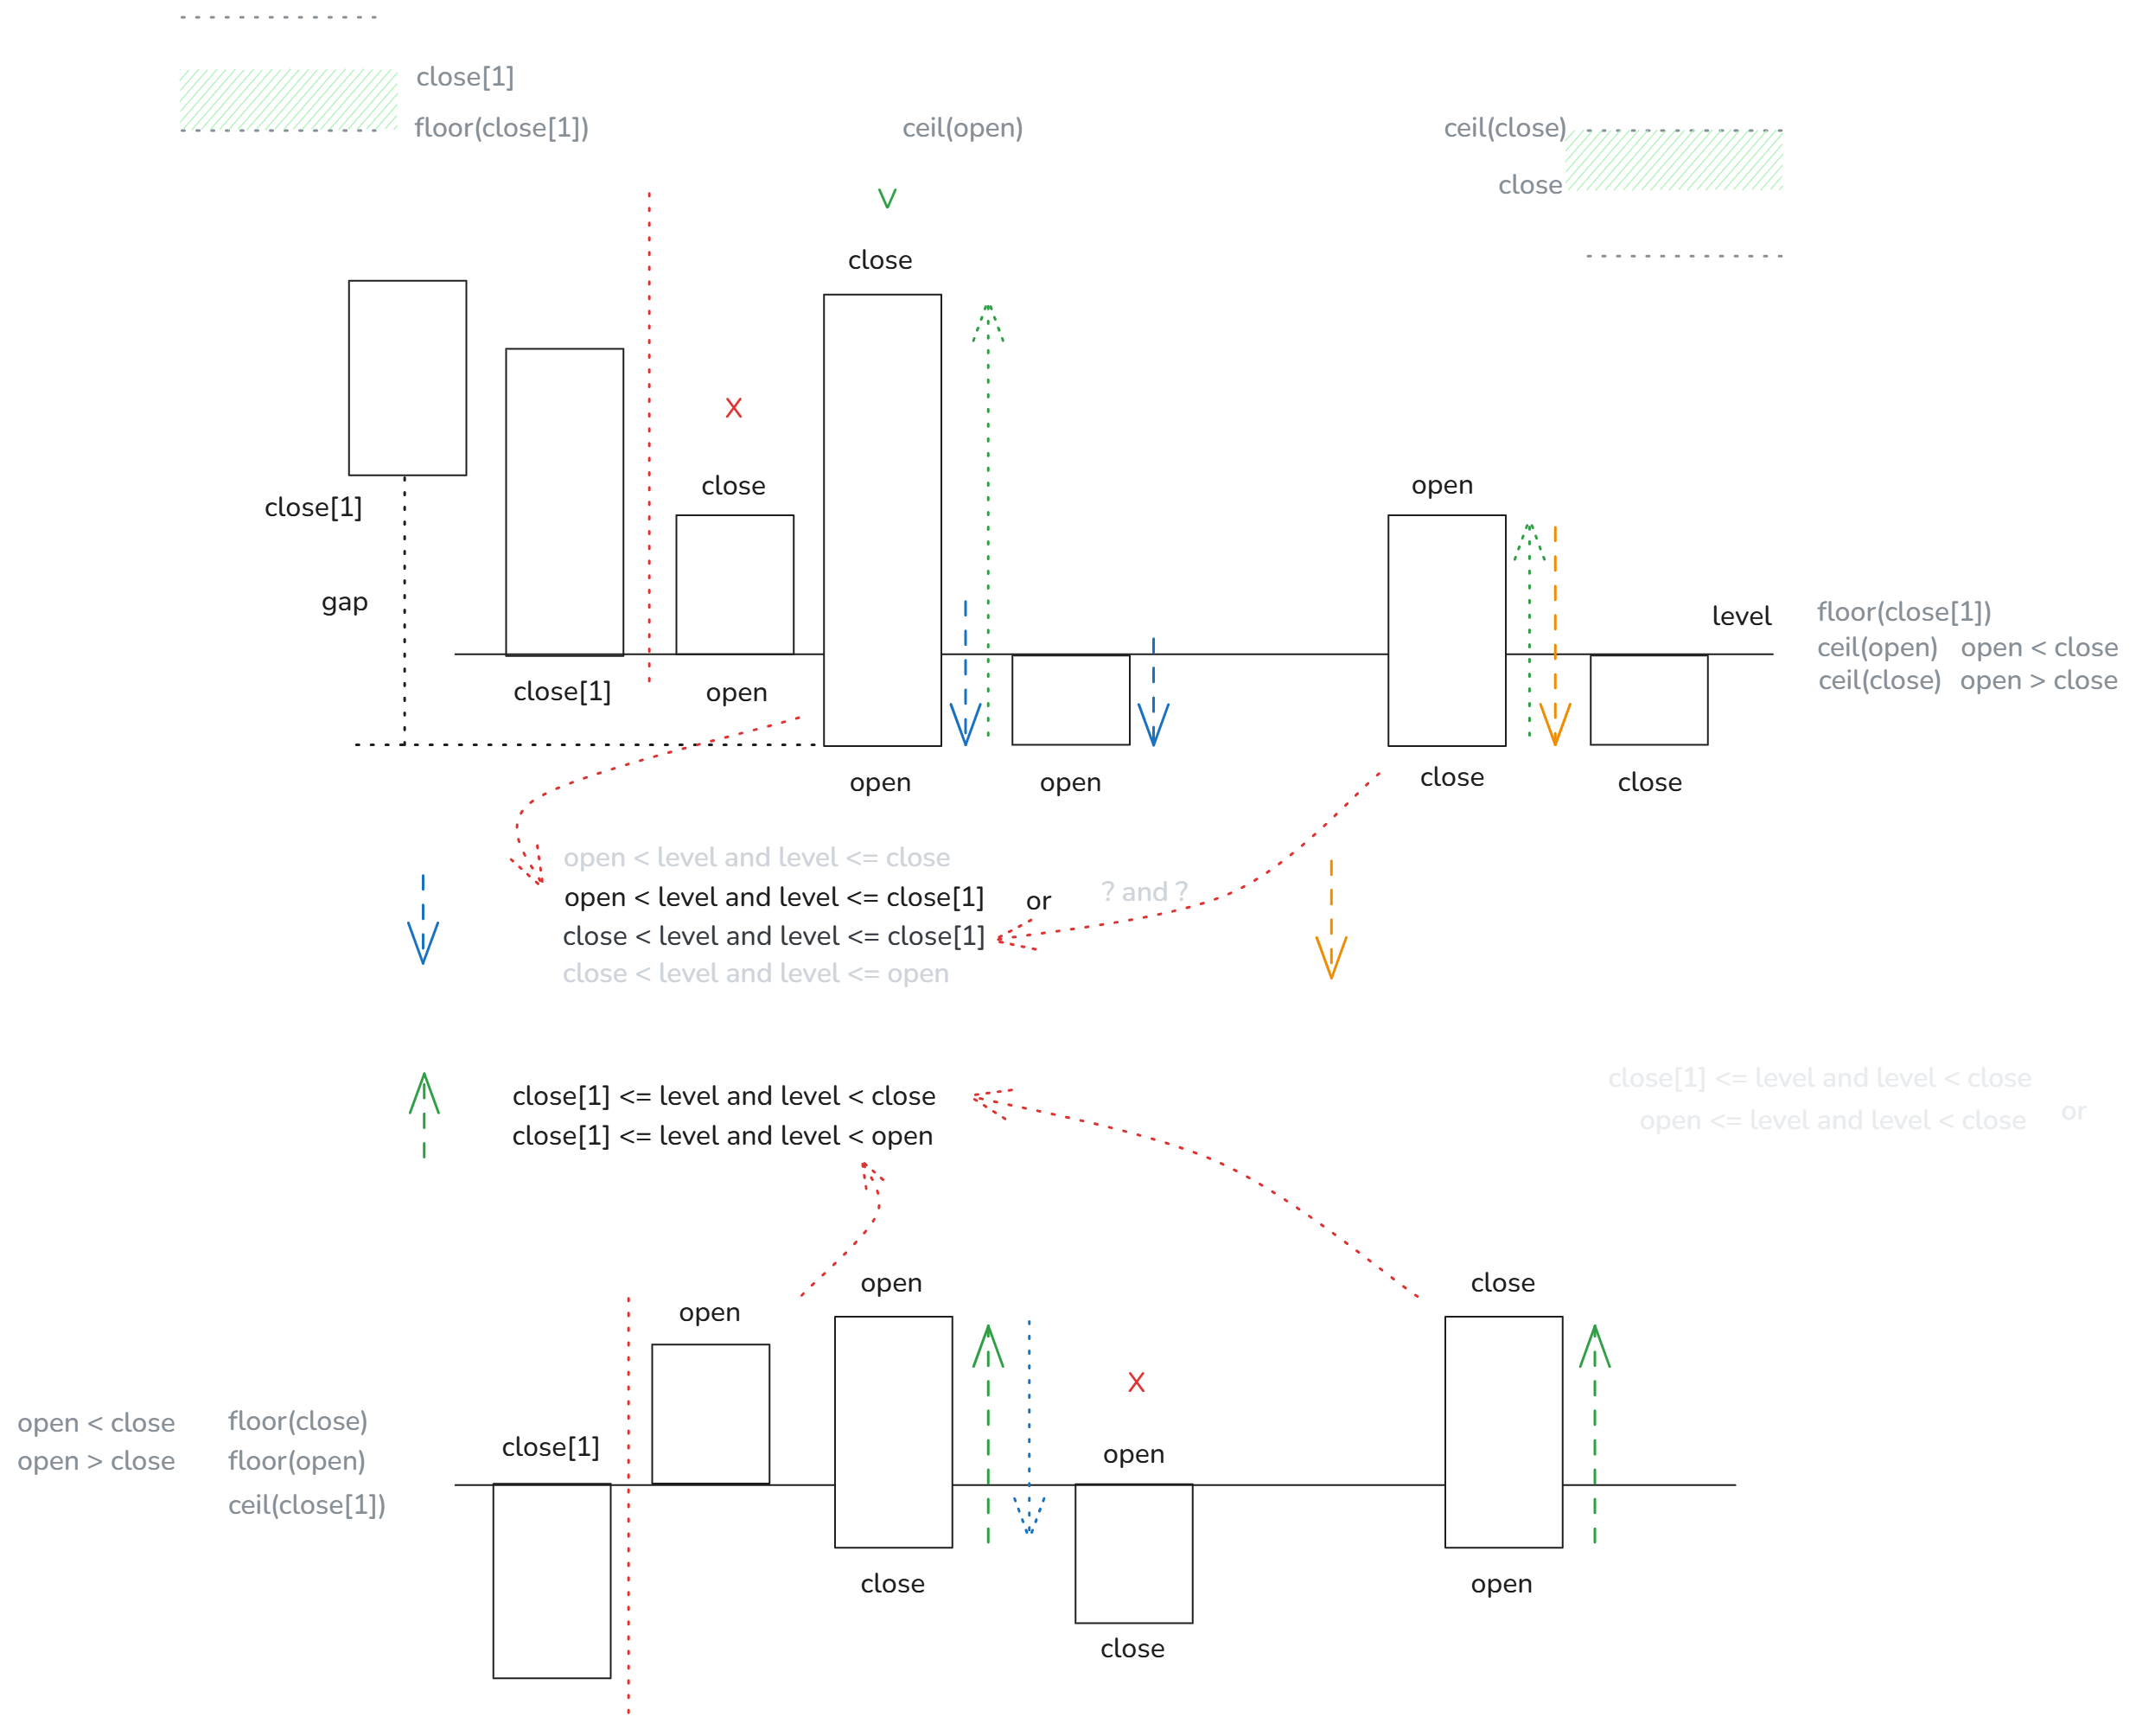 close[1]
floor(close[1])
ceil(open)
ceil(close)
close
V
close
X
close
open
close[1]
gap
level
floor(close[1])
ceil(open) open < close
ceil(close) open > close
close[1]
open
open
open
close
close
open < level and level <= close
open < level and level <= close[1]
or
? and ?
close < level and level <= close[1]
close < level and level <= open
close[1] <= level and level < close
close[1] <= level and level < open
close[1] <= level and level < close
open <= level and level < close
or
open
open
close
X
open < close floor(close)
open > close floor(open)
ceil(close[1])
close[1]
open
close
open
close